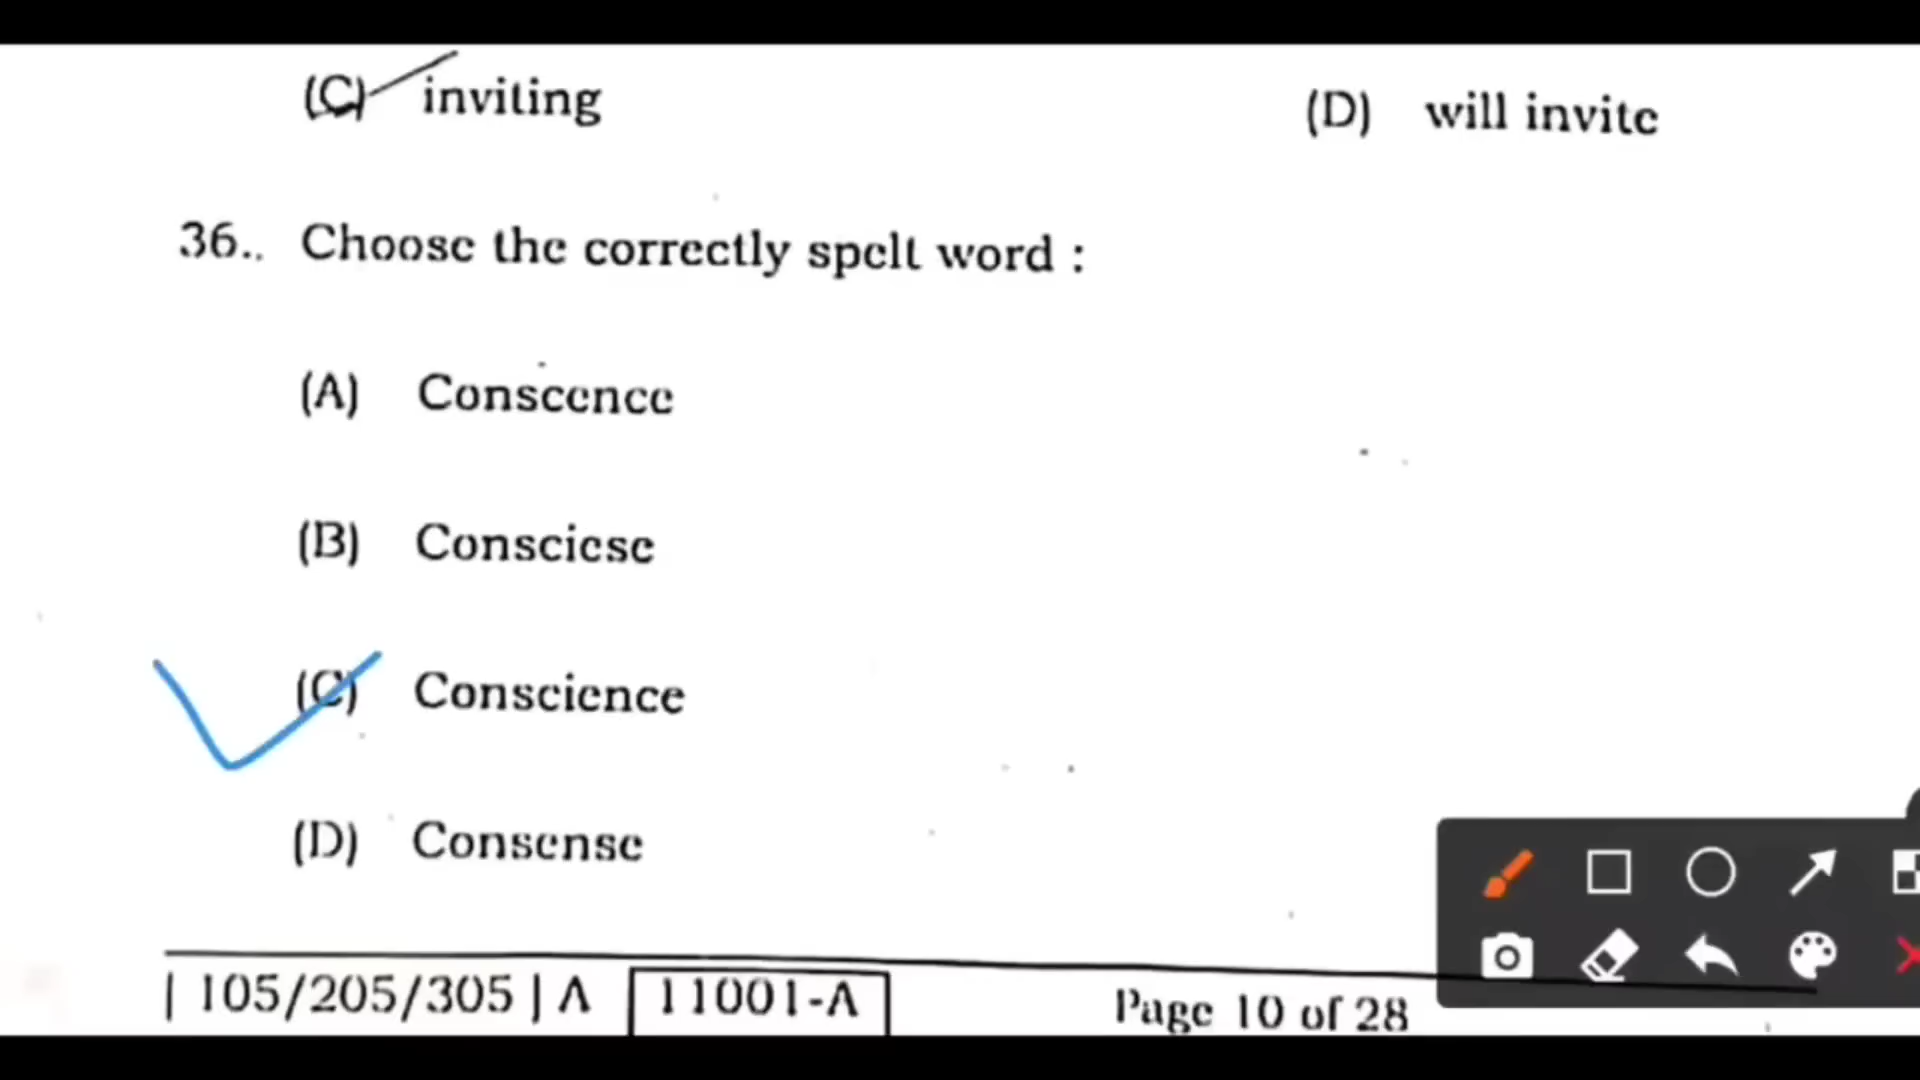 (C) inviting (D) will invite
36.. Choose the correctly spelt word :
(A) Conscence
(B) Consciese
(C) Conscience
(D) Consense
| 105/205/305 | A 11001-A Page 10 of 28